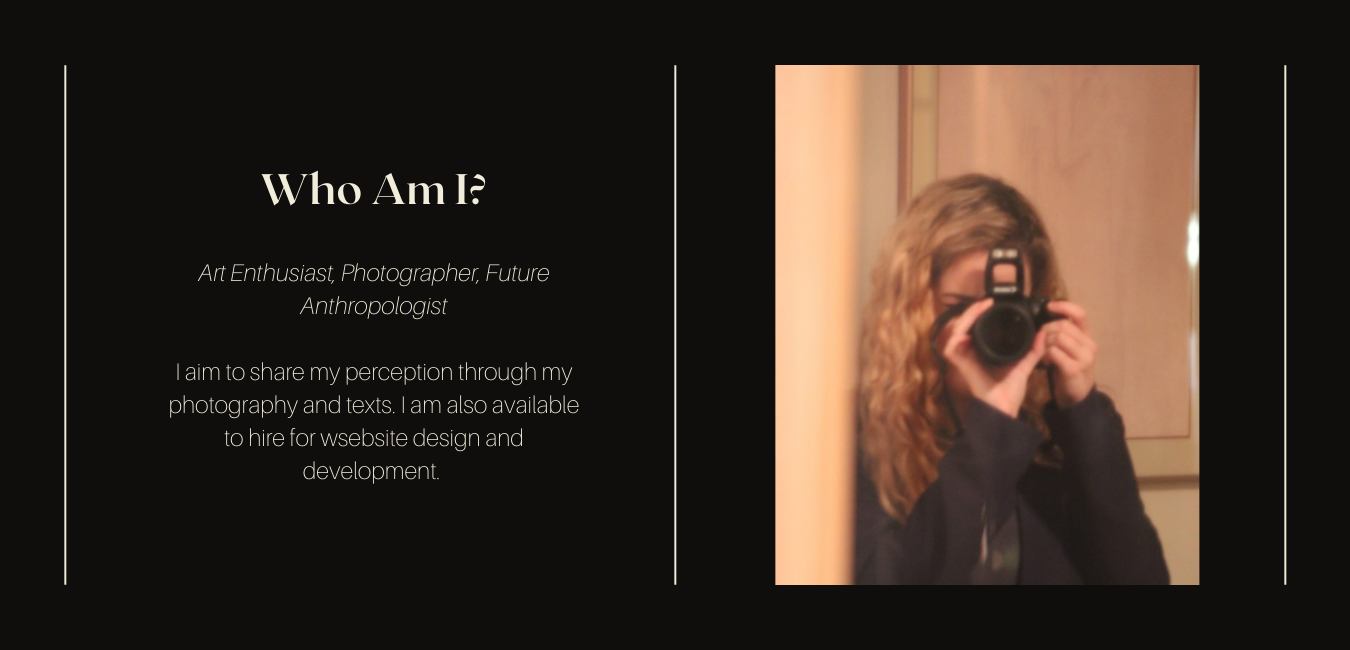 Who Am I?
Art Enthusiast, Photographer, Future
Anthropologist
I aim to share my perception through my
photography and texts. I am also available
to hire for wsebsite design and
development.